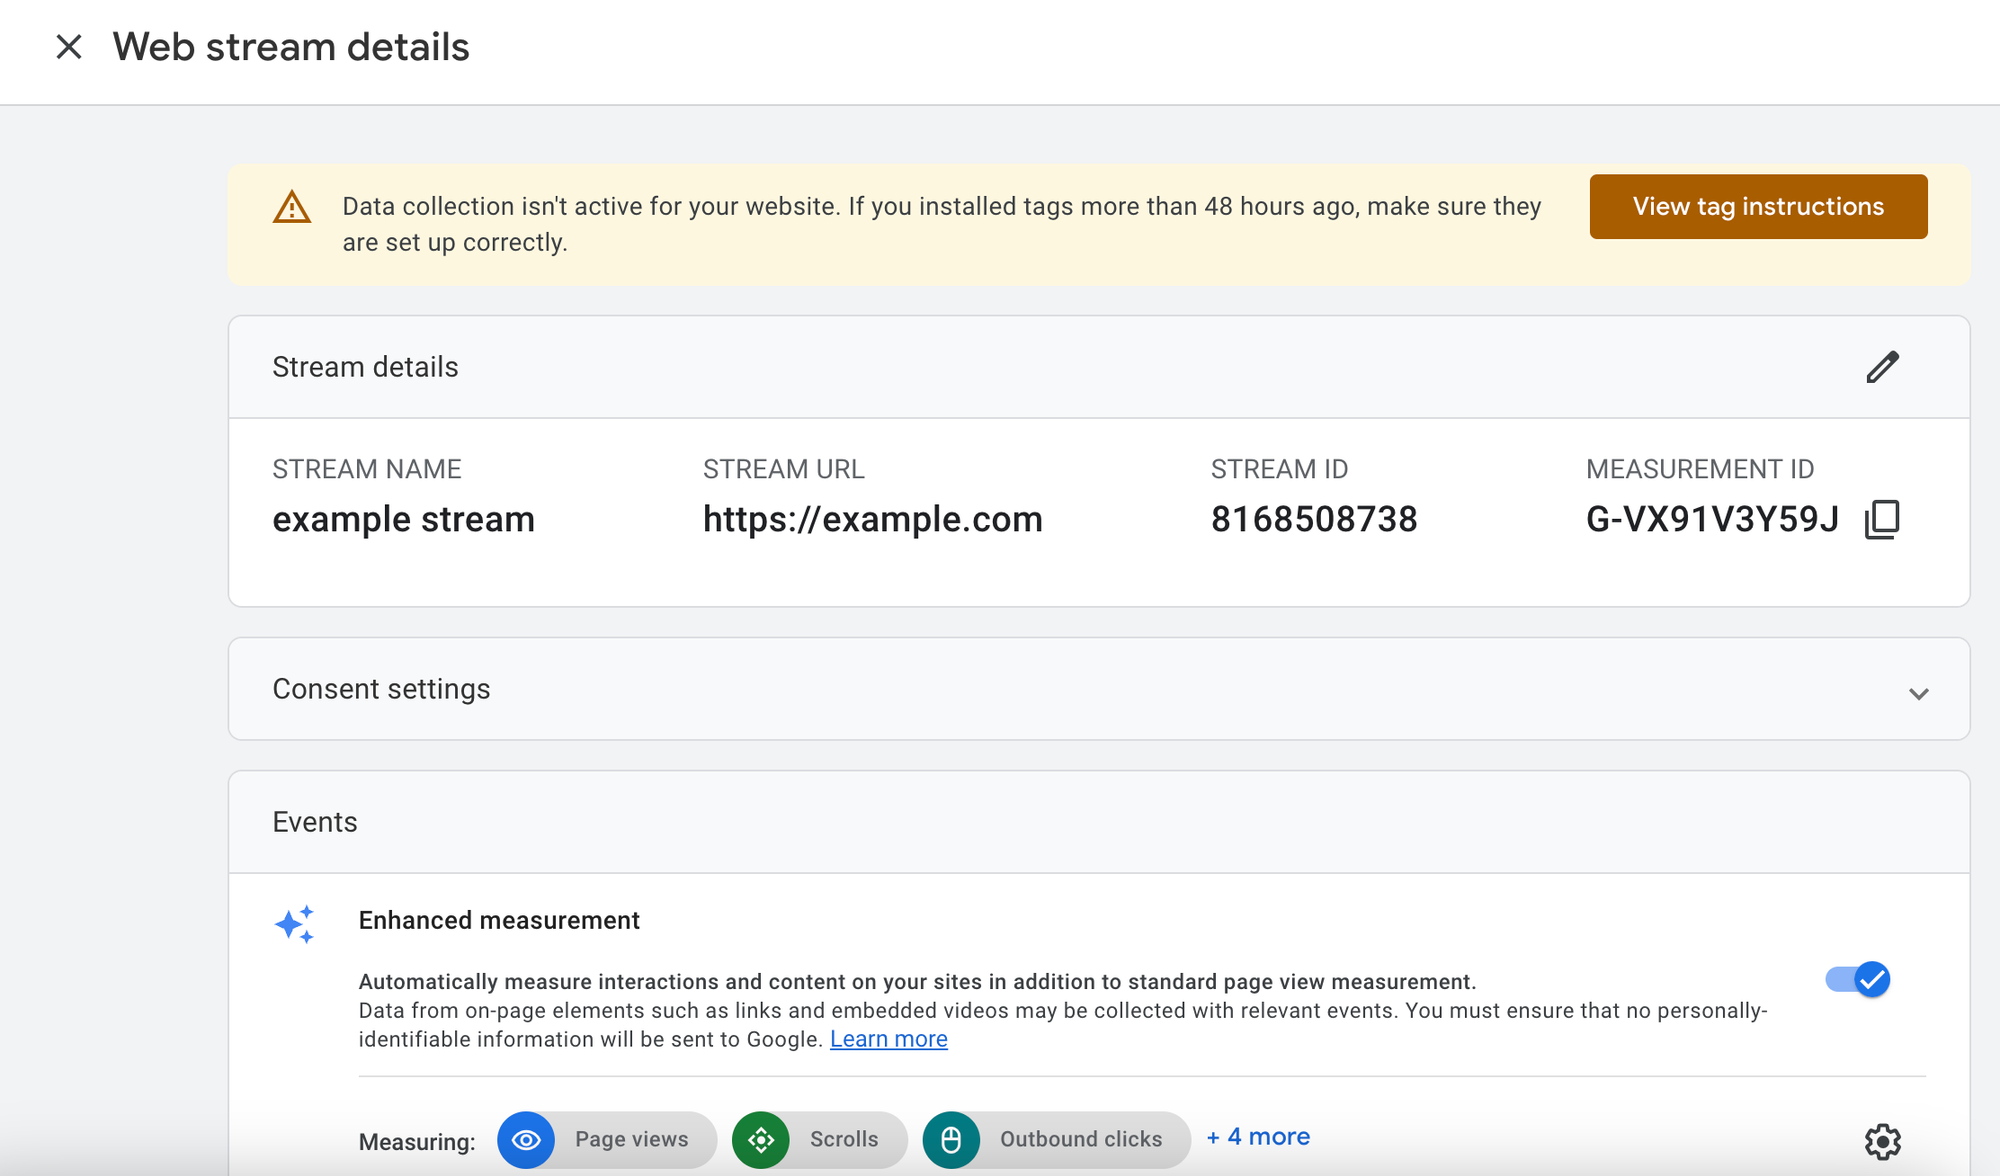 Web stream details
Data collection isn't active for your website. If you installed tags more than 48 hours ago, make sure they
are set up correctly.
View tag instructions
Stream details
STREAM NAME
example stream
STREAM URL
https://example.com
STREAM ID
8168508738
MEASUREMENT ID
G-VX91V3Y59J
Consent settings
Events
Enhanced measurement
Automatically measure interactions and content on your sites in addition to standard page view measurement.
Data from on-page elements such as links and embedded videos may be collected with relevant events. You must ensure that no personally-
identifiable information will be sent to Google. Learn more
Measuring: Page views Scrolls Outbound clicks + 4 more